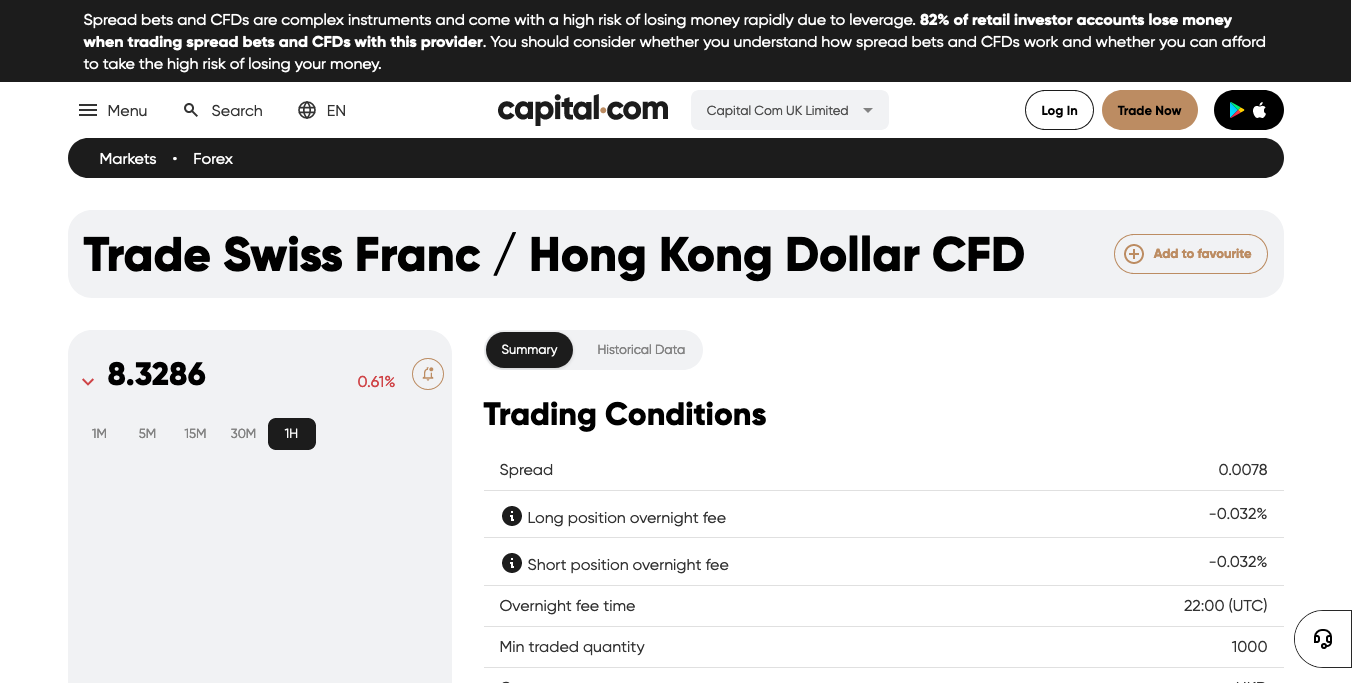 Spread bets and CFDs are complex instruments and come with a high risk of losing money rapidly due to leverage. 82% of retail investor accounts lose money
when trading spread bets and CFDs with this provider. You should consider whether you understand how spread bets and CFDs work and whether you can afford
to take the high risk of losing your money.
Menu Search EN capital.com Capital Com UK Limited Log In Trade Now
Markets • Forex
Trade Swiss Franc / Hong Kong Dollar CFD Add to favourite
8.3286 0.61%
1M 5M 15M 30M 1H
Summary Historical Data
Trading Conditions
Spread 0.0078
Long position overnight fee -0.032%
Short position overnight fee -0.032%
Overnight fee time 22:00 (UTC)
Min traded quantity 1000